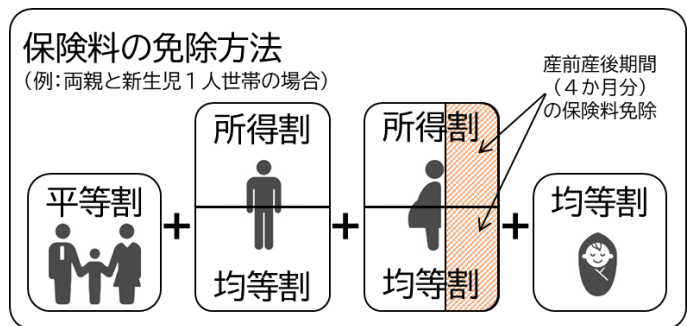 保険料の免除方法
（例：両親と新生児１人世帯の場合）
産前産後期間
（４か月分）
の保険料免除
平等割
+
所得割
均等割
+
所得割
均等割
+
均等割